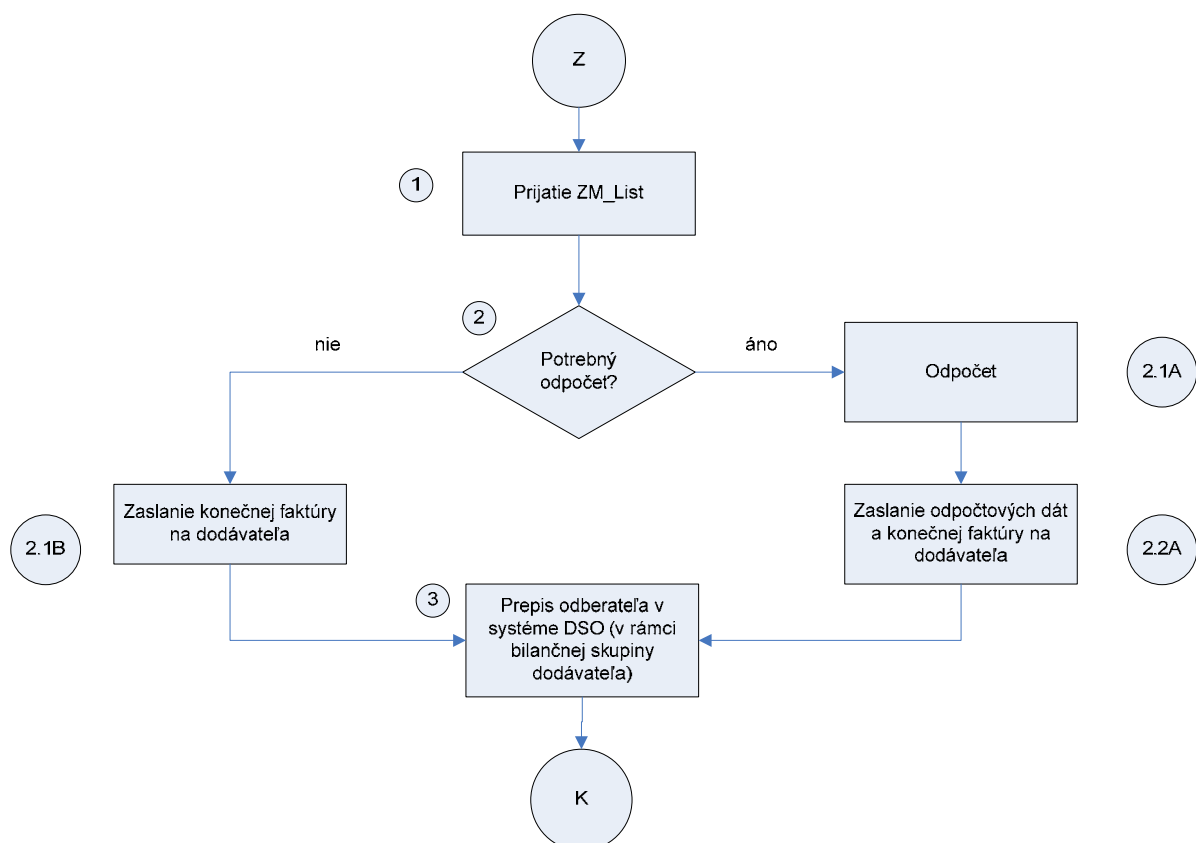 Z
1
Prijatie ZM_List
2
nie
Potrebný
odpočet?
áno
Odpočet
2.1A
Zaslanie konečnej faktúry
na dodávateľa
2.1B
Zaslanie odpočtových dát
a konečnej faktúry na
dodávateľa
2.2A
3
Prepis odberateľa v
systéme DSO (v rámci
bilančnej skupiny
dodávateľa)
K